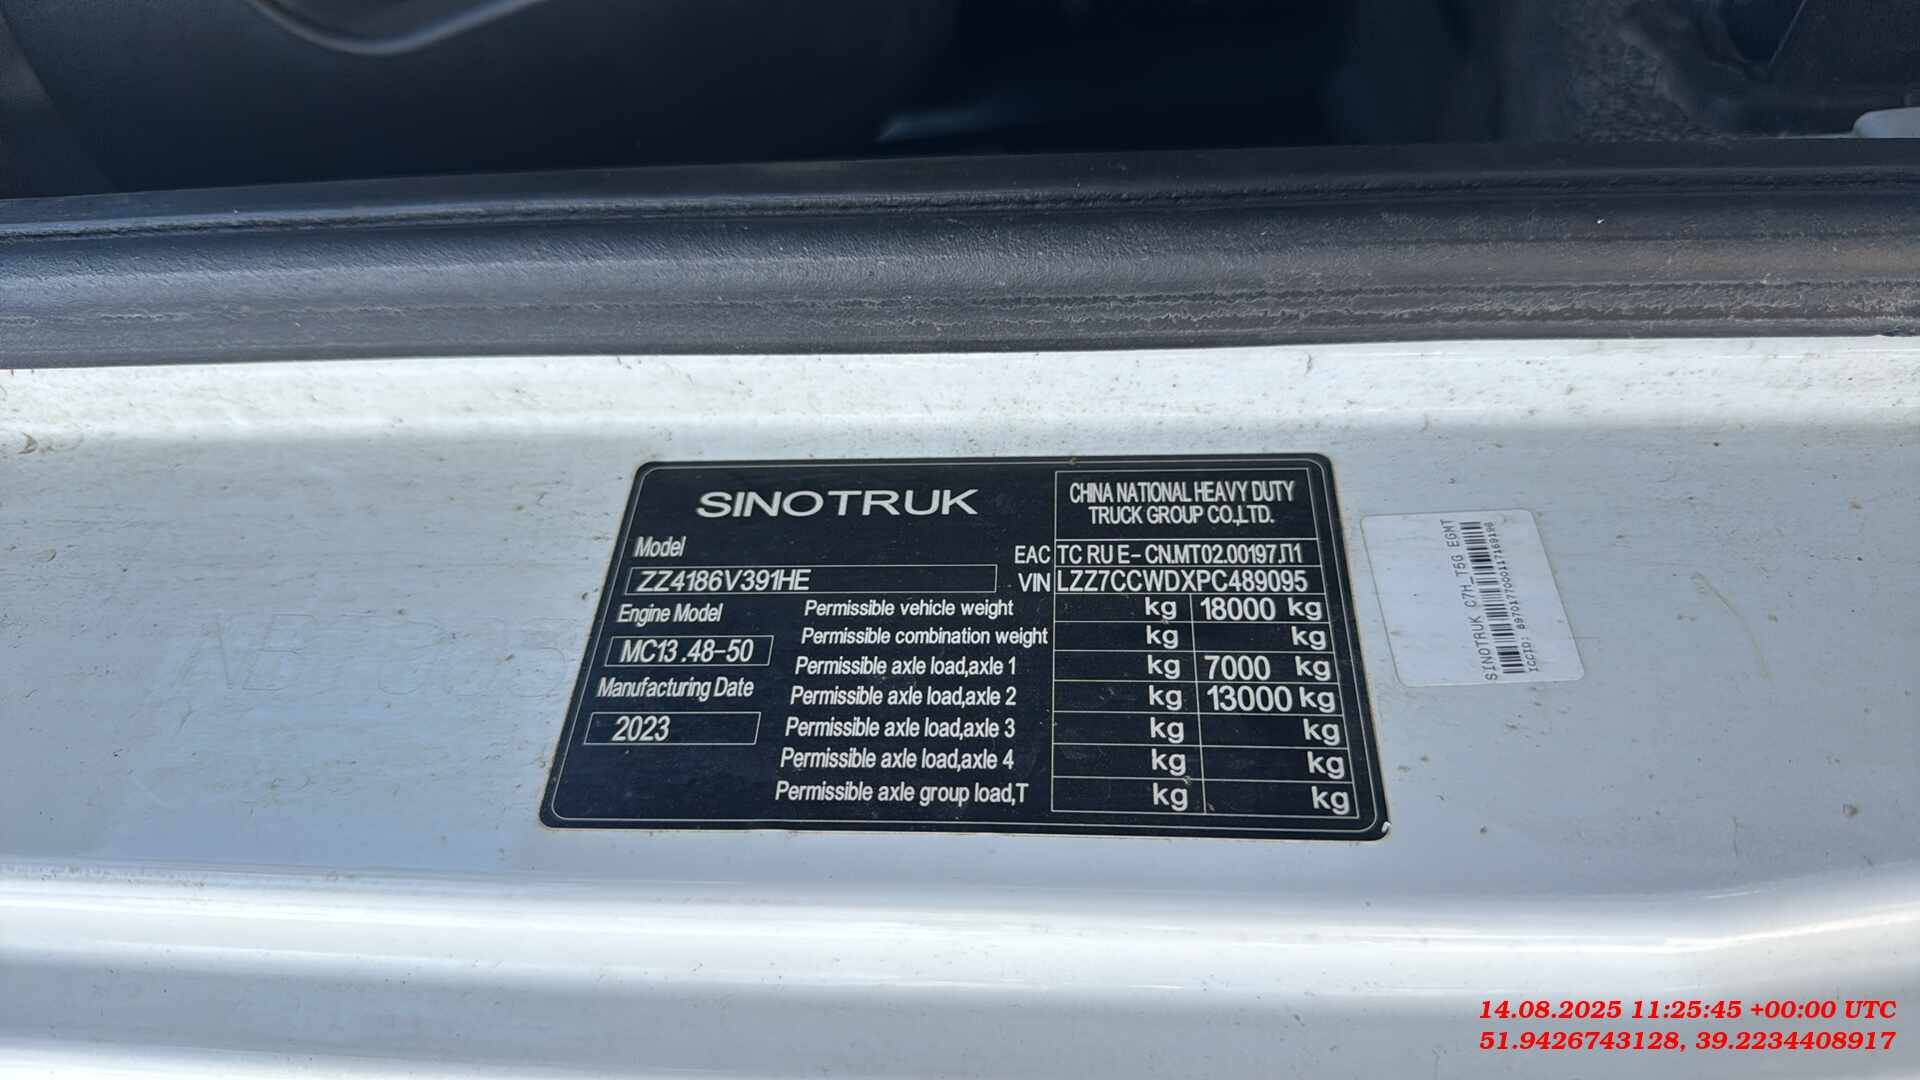 SINOTRUK
CHINA NATIONAL HEAVY DUTY
TRUCK GROUP CO.,LTD.
Model
EAC TC RU E-CN.MT02.00197.П1
ZZ4186V391HE
VIN LZZ7CCWDXPC489095
Engine Model
Permissible vehicle weight kg 18000 kg
MC13.48-50
Permissible combination weight kg kg
Permissible axle load,axle 1 kg 7000 kg
Manufacturing Date
Permissible axle load,axle 2 kg 13000 kg
2023
Permissible axle load,axle 3 kg kg
Permissible axle load,axle 4 kg kg
Permissible axle group load,T kg kg
SINOTRUK C7H_T5G EGMT
ICCID: 89701770001117169196
14.08.2025 11:25:45 +00:00 UTC
51.9426743128, 39.2234408917